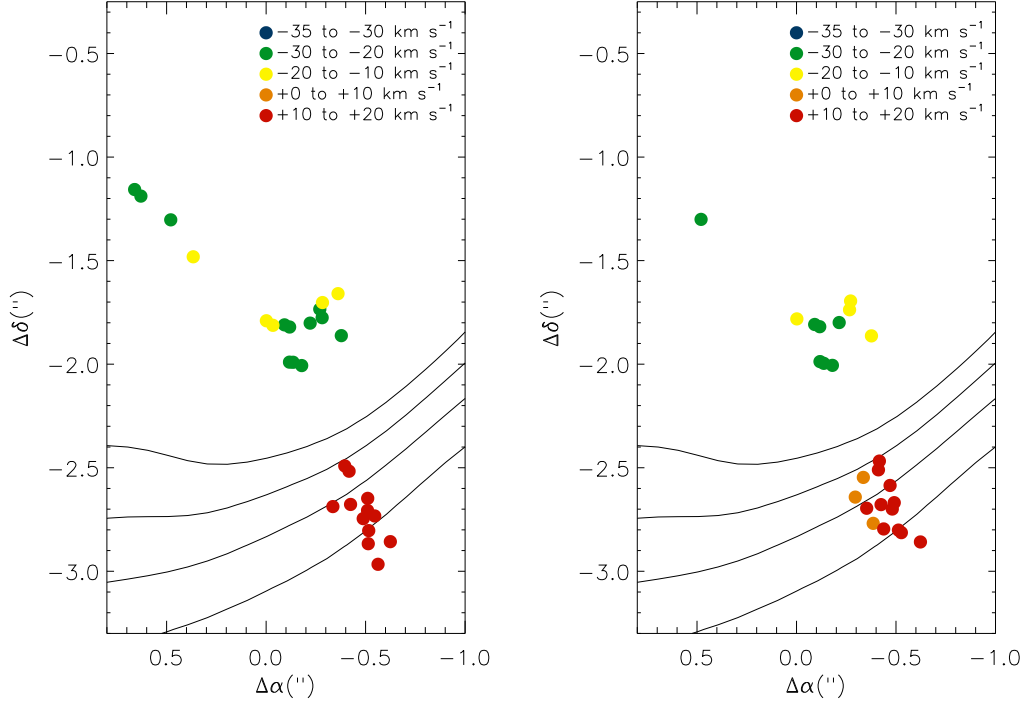 −35 to −30 km s⁻¹
−30 to −20 km s⁻¹
−20 to −10 km s⁻¹
+0 to +10 km s⁻¹
+10 to +20 km s⁻¹
−0.5
−1.0
−1.5
−2.0
−2.5
−3.0
Δδ('')
0.5 0.0 −0.5 −1.0
Δα('')
−35 to −30 km s⁻¹
−30 to −20 km s⁻¹
−20 to −10 km s⁻¹
+0 to +10 km s⁻¹
+10 to +20 km s⁻¹
−0.5
−1.0
−1.5
−2.0
−2.5
−3.0
Δδ('')
0.5 0.0 −0.5 −1.0
Δα('')